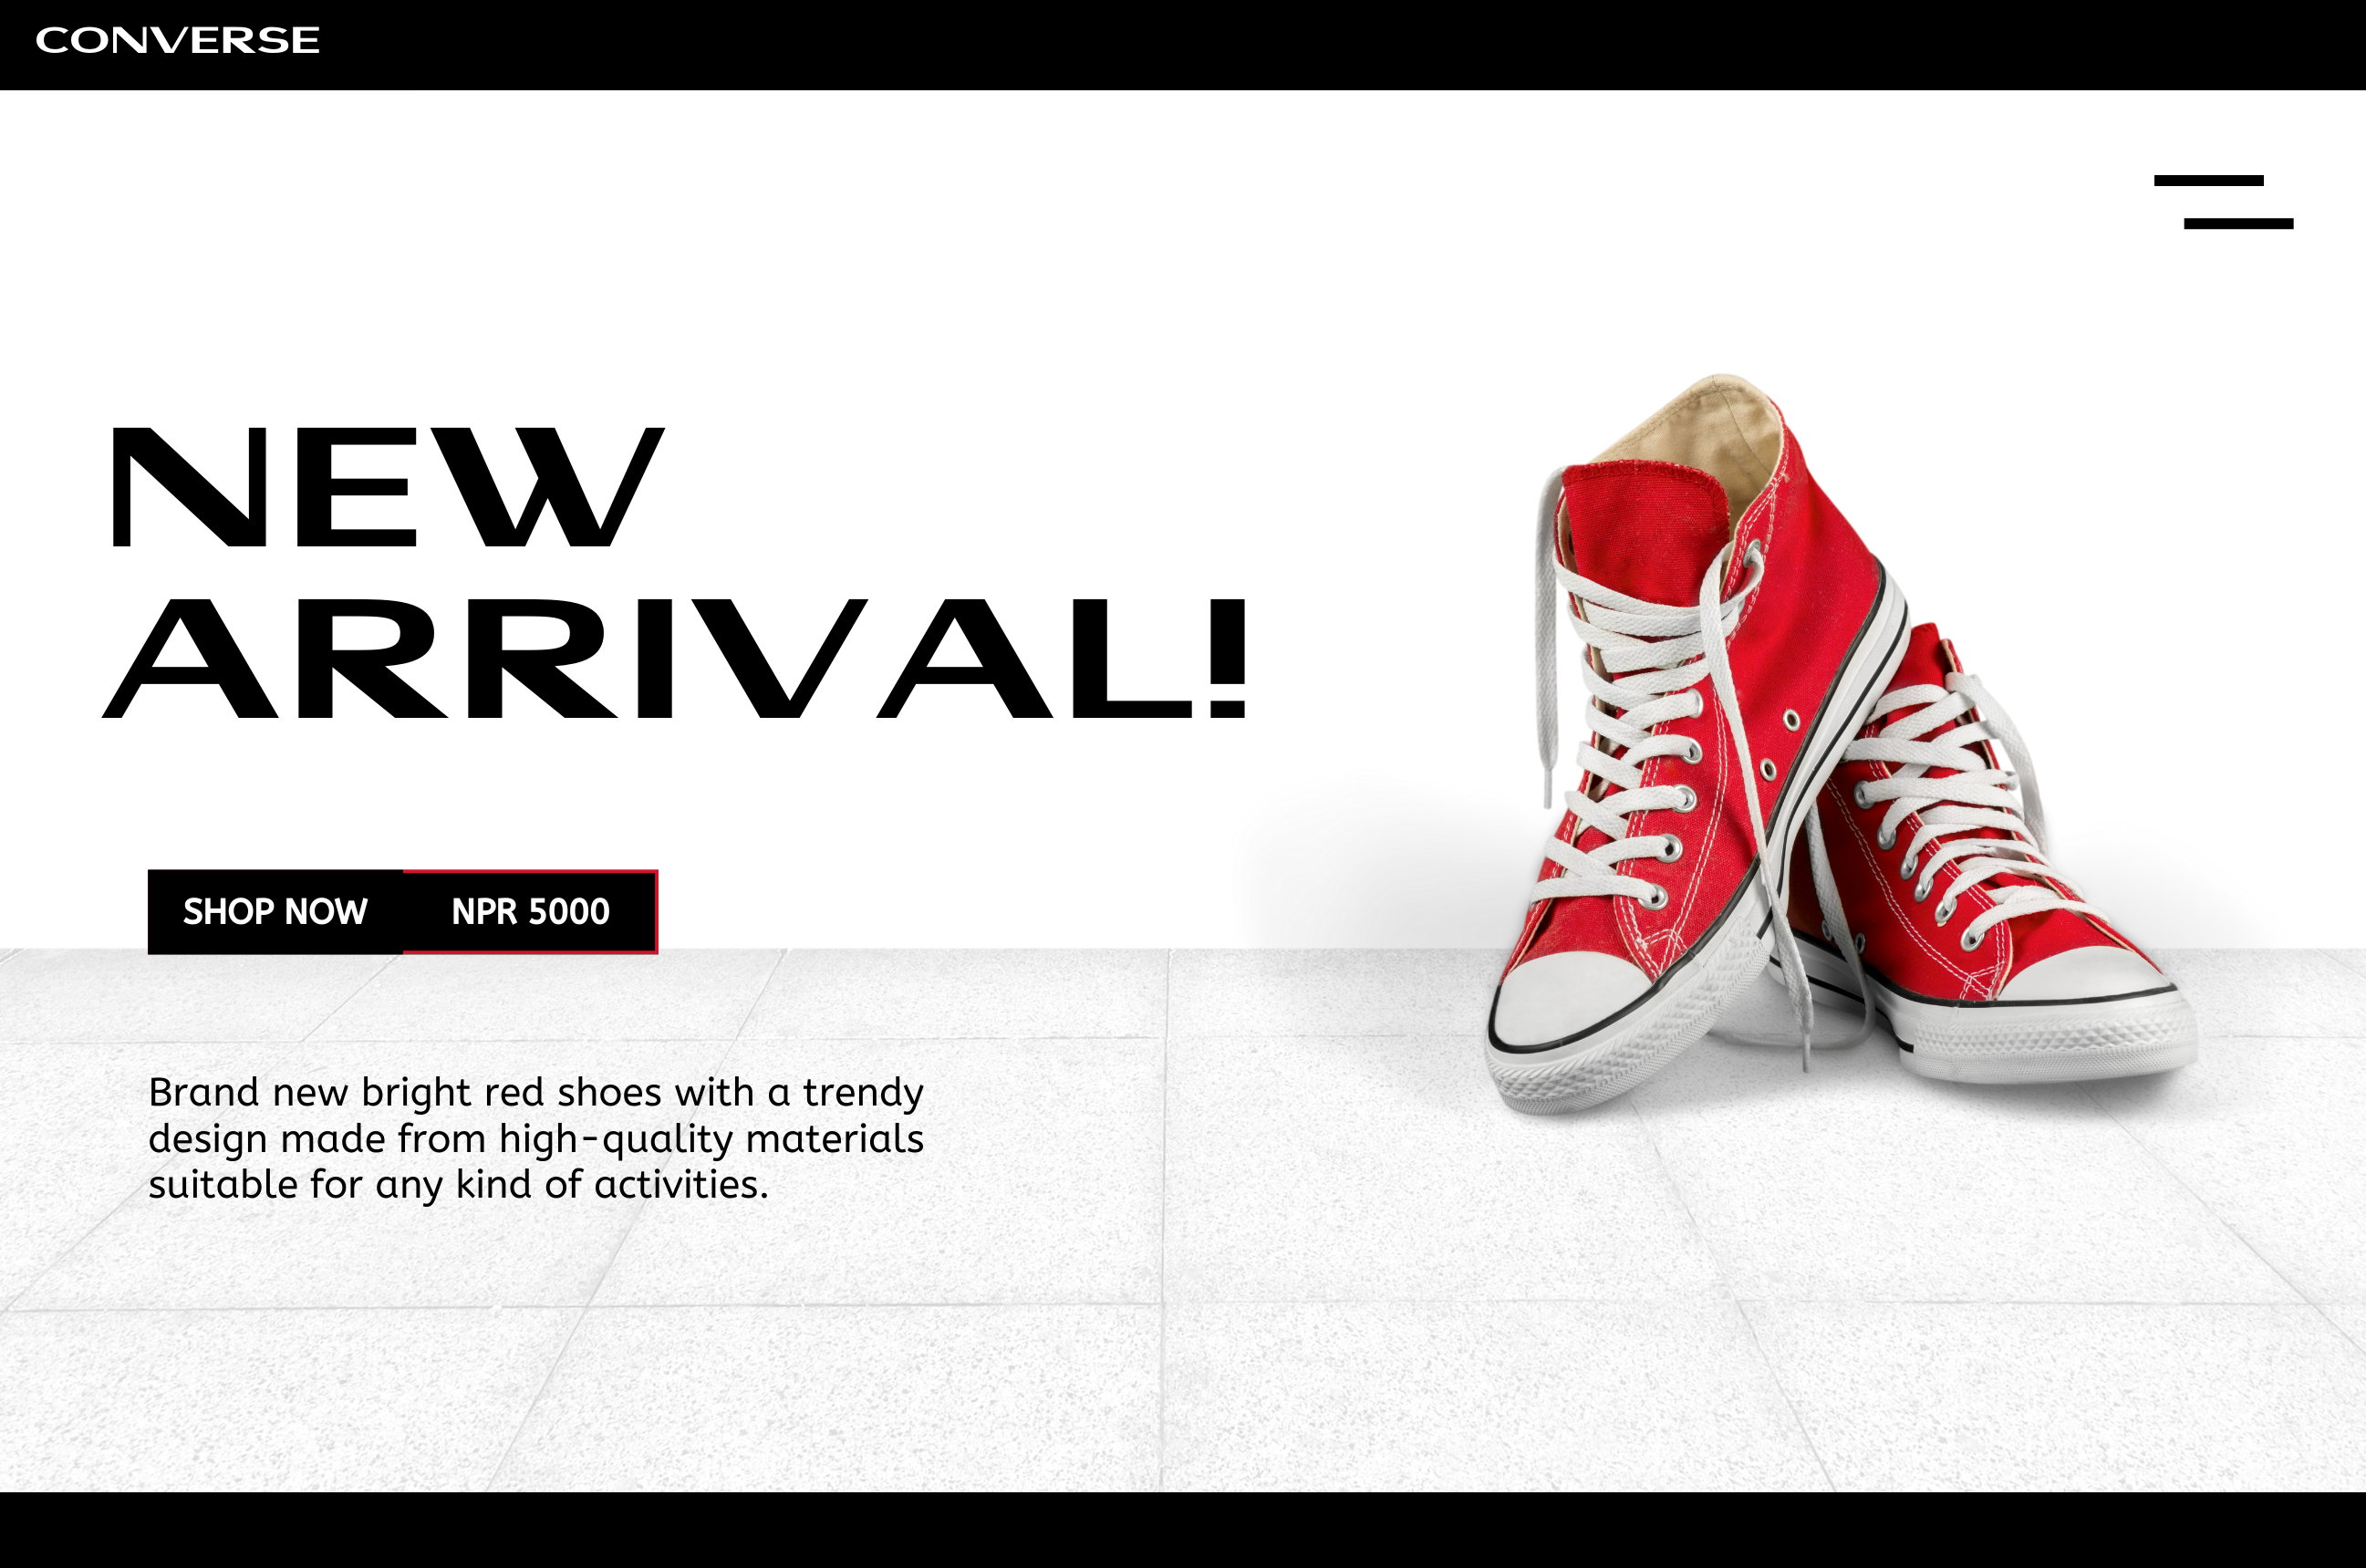 CONVERSE
NEW
ARRIVAL!
SHOP NOW
NPR 5000
Brand new bright red shoes with a trendy
design made from high-quality materials
suitable for any kind of activities.